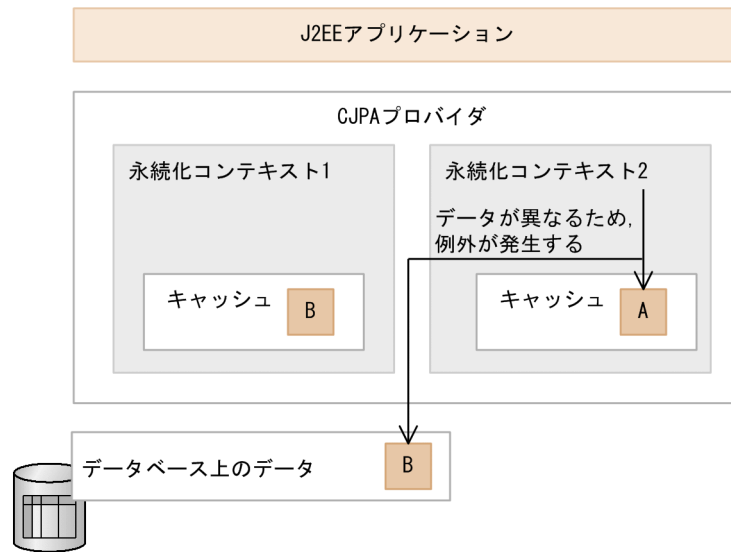 J2EEアプリケーション
CJPAプロバイダ
永続化コンテキスト1
永続化コンテキスト2
データが異なるため,
例外が発生する
キャッシュ
B
キャッシュ
A
データベース上のデータ
B